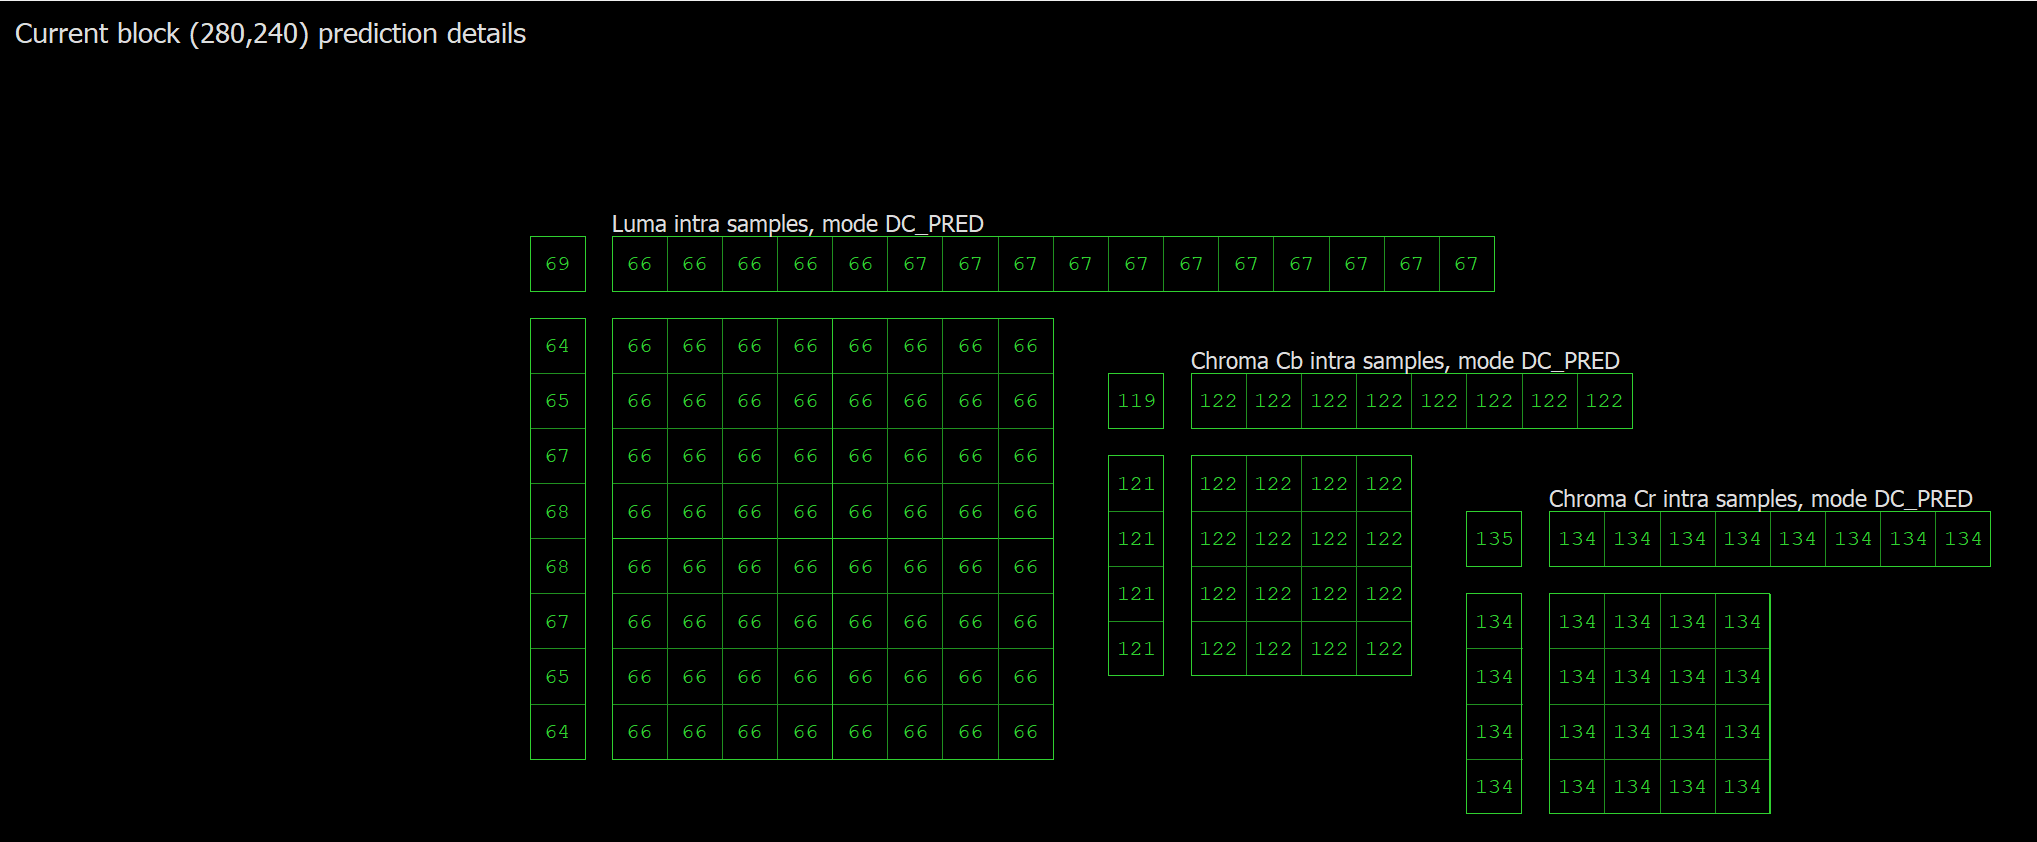 Current block (280,240) prediction details
Luma intra samples, mode DC_PRED
69 66 66 66 66 66 67 67 67 67 67 67 67 67 67 67 67
64 66 66 66 66 66 66 66 66
65 66 66 66 66 66 66 66 66
67 66 66 66 66 66 66 66 66
68 66 66 66 66 66 66 66 66
68 66 66 66 66 66 66 66 66
67 66 66 66 66 66 66 66 66
65 66 66 66 66 66 66 66 66
64 66 66 66 66 66 66 66 66
Chroma Cb intra samples, mode DC_PRED
119 122 122 122 122 122 122 122 122
121 122 122 122 122
121 122 122 122 122
121 122 122 122 122
121 122 122 122 122
Chroma Cr intra samples, mode DC_PRED
135 134 134 134 134 134 134 134 134
134 134 134 134 134
134 134 134 134 134
134 134 134 134 134
134 134 134 134 134